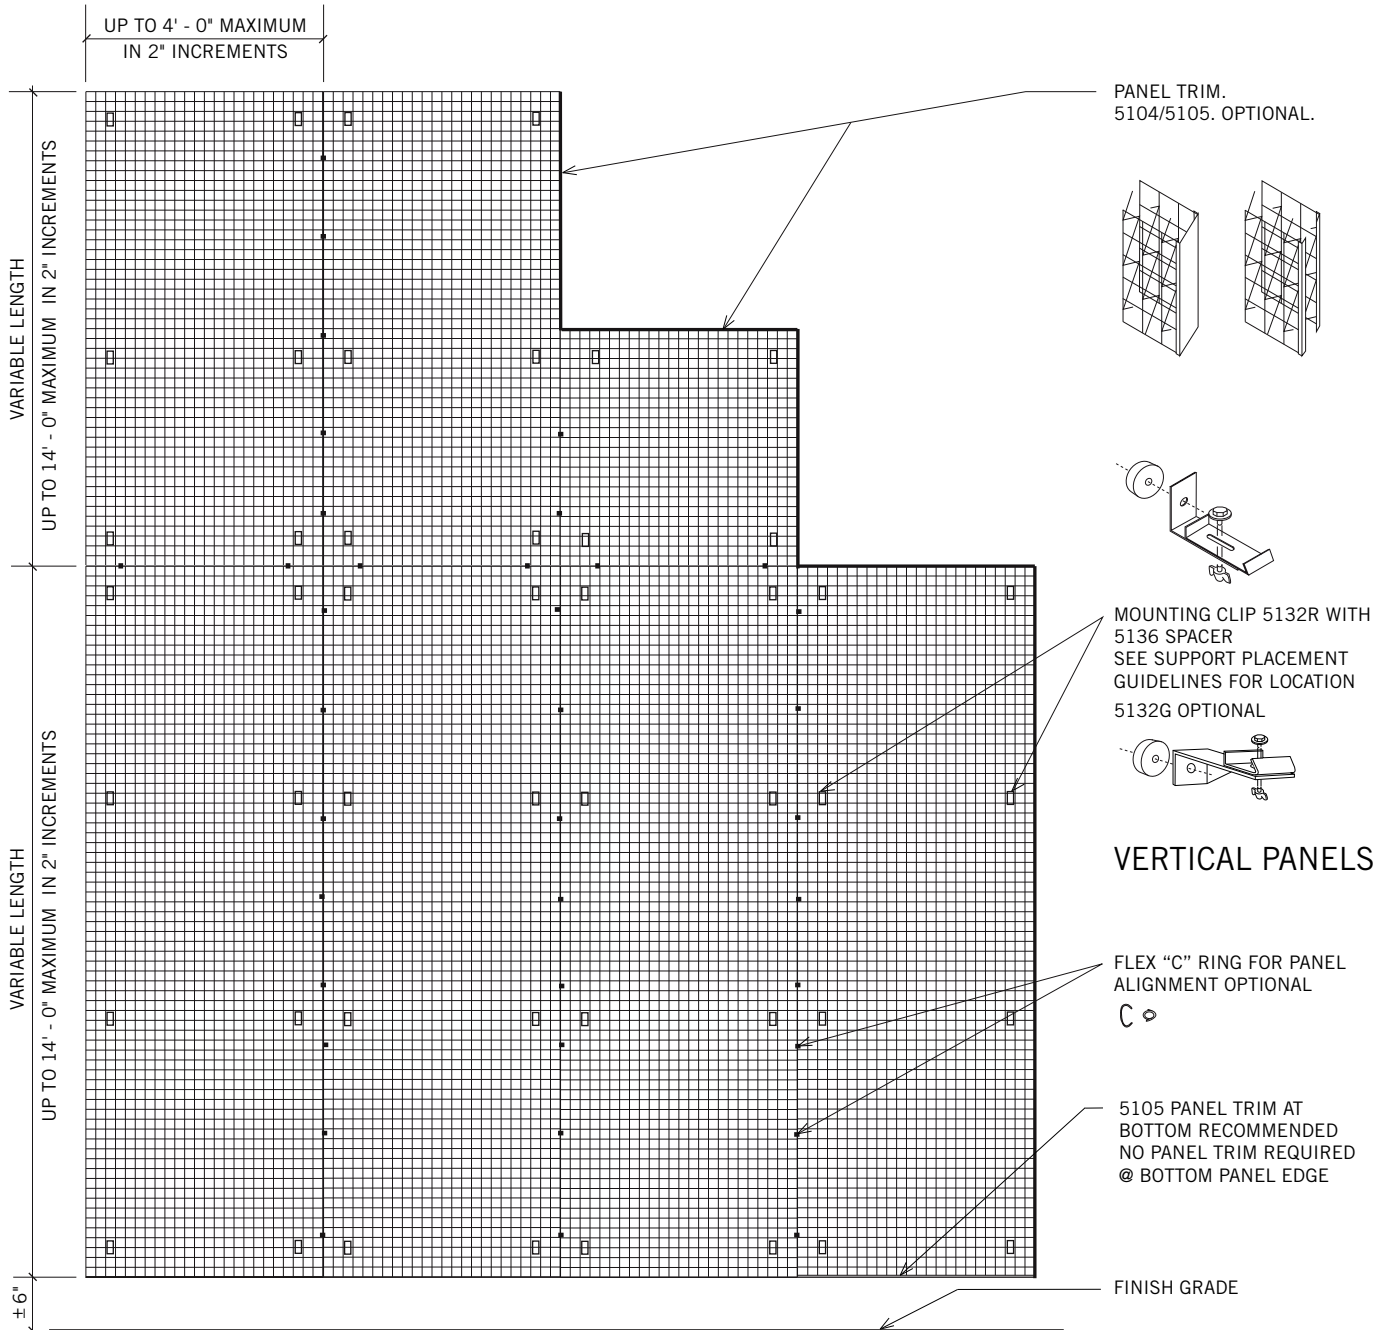 UP TO 4' - 0" MAXIMUM
IN 2" INCREMENTS
PANEL TRIM.
5104/5105. OPTIONAL.
VARIABLE LENGTH
UP TO 14' - 0" MAXIMUM IN 2" INCREMENTS
MOUNTING CLIP 5132R WITH
5136 SPACER
SEE SUPPORT PLACEMENT
GUIDELINES FOR LOCATION
5132G OPTIONAL
VERTICAL PANELS
VARIABLE LENGTH
UP TO 14' - 0" MAXIMUM IN 2" INCREMENTS
FLEX “C” RING FOR PANEL
ALIGNMENT OPTIONAL
5105 PANEL TRIM AT
BOTTOM RECOMMENDED
NO PANEL TRIM REQUIRED
@ BOTTOM PANEL EDGE
FINISH GRADE
± 6"